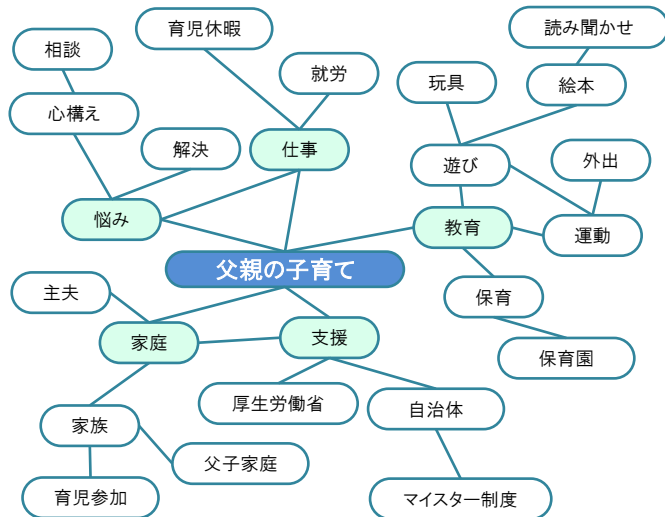 育児休暇
読み聞かせ
相談
就労
玩具
絵本
心構え
解決
仕事
遊び
外出
悩み
教育
運動
父親の子育て
主夫
保育
家庭
支援
保育園
厚生労働省
自治体
家族
父子家庭
育児参加
マイスター制度